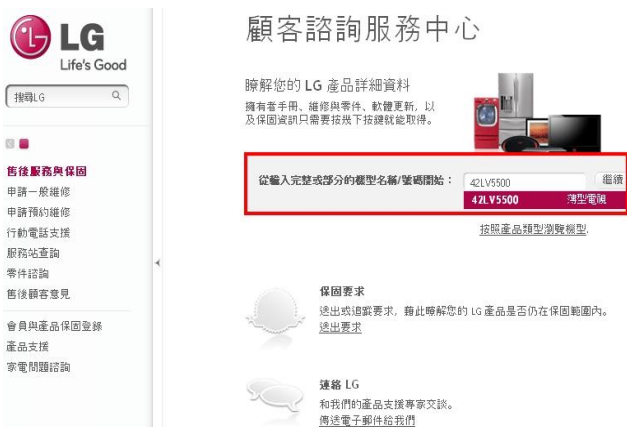 LG
Life's Good
搜尋LG
售後服務與保固
申請一般維修
申請預約維修
行動電話支援
服務站查詢
零件諮詢
售後顧客意見
會員與產品保固登錄
產品支援
家電問題諮詢
顧客諮詢服務中心
瞭解您的 LG 產品詳細資料
擁有者手冊、維修與零件、軟體更新，以
及保固資訊只需要按幾下按鍵就能取得。
從輸入完整或部分的機型名稱/號碼開始：
42LV5500
繼續
42LV5500 薄型電視
按照產品類型瀏覽機型.
保固要求
送出或追蹤要求，藉此瞭解您的 LG 產品是否仍在保固範圍內。
送出要求
連絡 LG
和我們的產品支援專家交談。
傳送電子郵件給我們